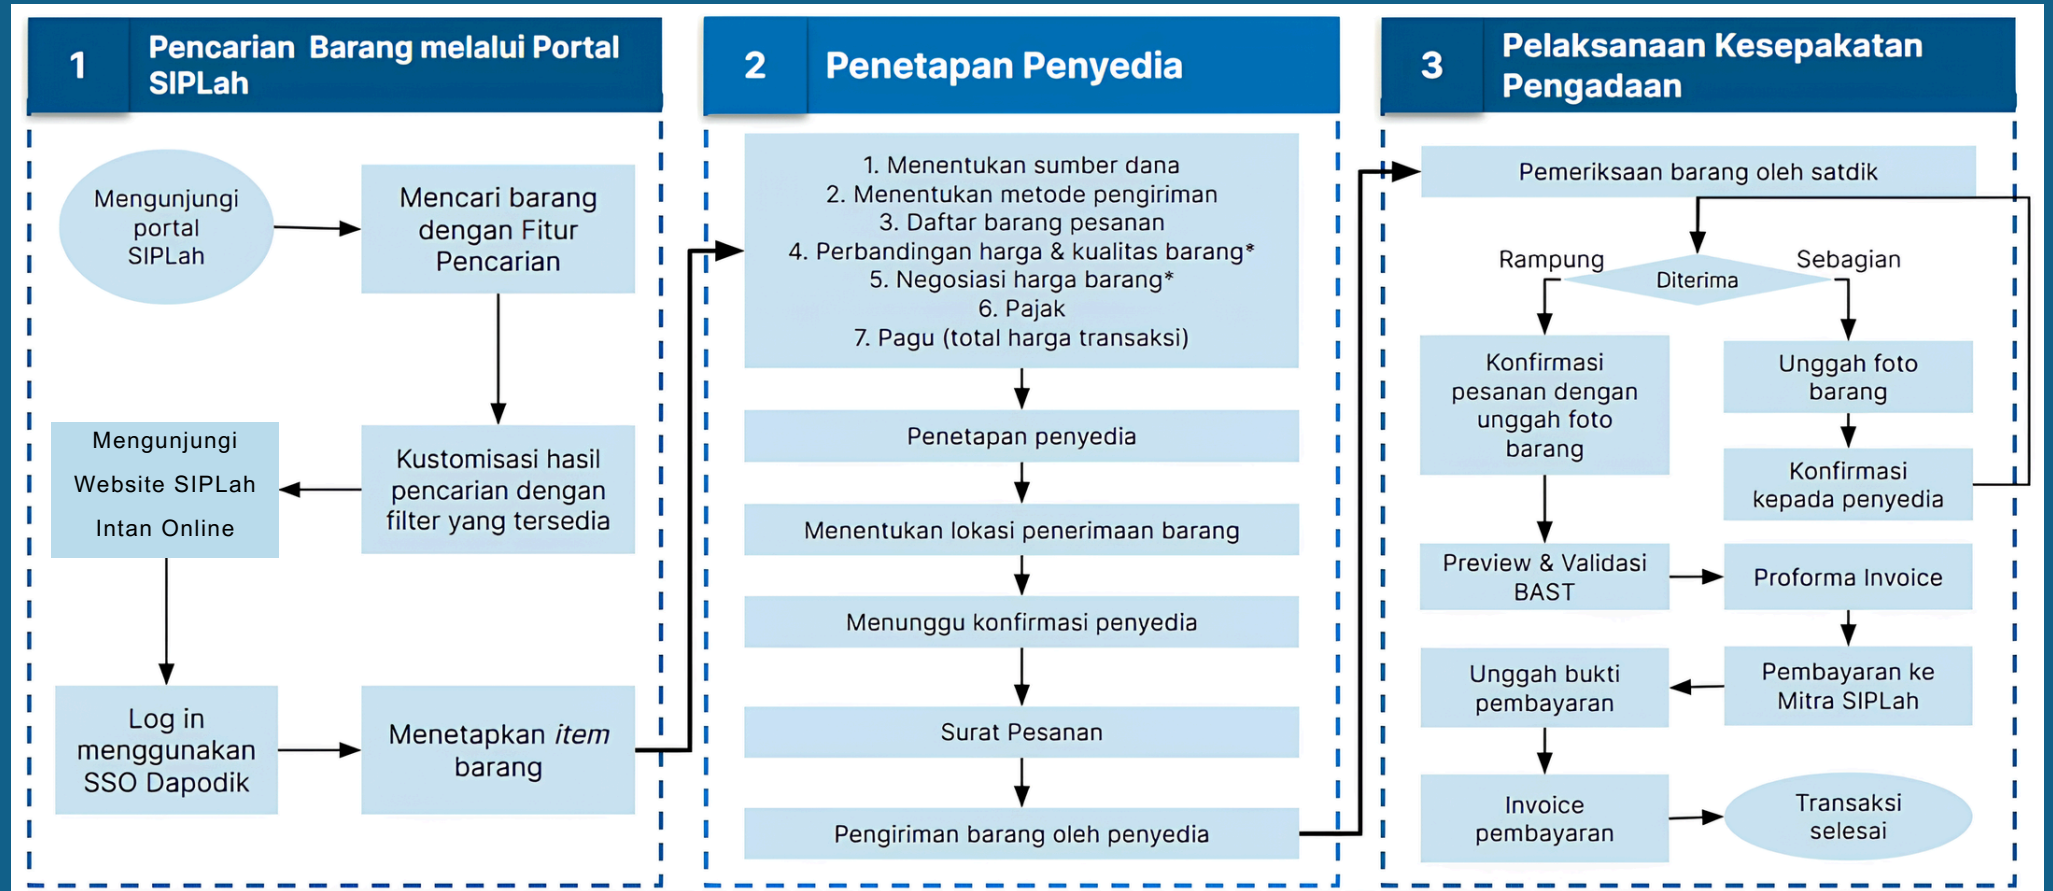 1
Pencarian Barang melalui Portal
SIPLah
Mengunjungi
portal
SIPLah
Mencari barang
dengan Fitur
Pencarian
Kustomisasi hasil
pencarian dengan
filter yang tersedia
Mengunjungi
Website SIPLah
Intan Online
Log in
menggunakan
SSO Dapodik
Menetapkan item
barang
2
Penetapan Penyedia
1. Menentukan sumber dana
2. Menentukan metode pengiriman
3. Daftar barang pesanan
4. Perbandingan harga & kualitas barang*
5. Negosiasi harga barang*
6. Pajak
7. Pagu (total harga transaksi)
Penetapan penyedia
Menentukan lokasi penerimaan barang
Menunggu konfirmasi penyedia
Surat Pesanan
Pengiriman barang oleh penyedia
3
Pelaksanaan Kesepakatan
Pengadaan
Pemeriksaan barang oleh satdik
Diterima
Rampung
Sebagian
Konfirmasi
pesanan dengan
unggah foto
barang
Unggah foto
barang
Konfirmasi
kepada penyedia
Preview & Validasi
BAST
Proforma Invoice
Pembayaran ke
Mitra SIPLah
Unggah bukti
pembayaran
Invoice
pembayaran
Transaksi
selesai